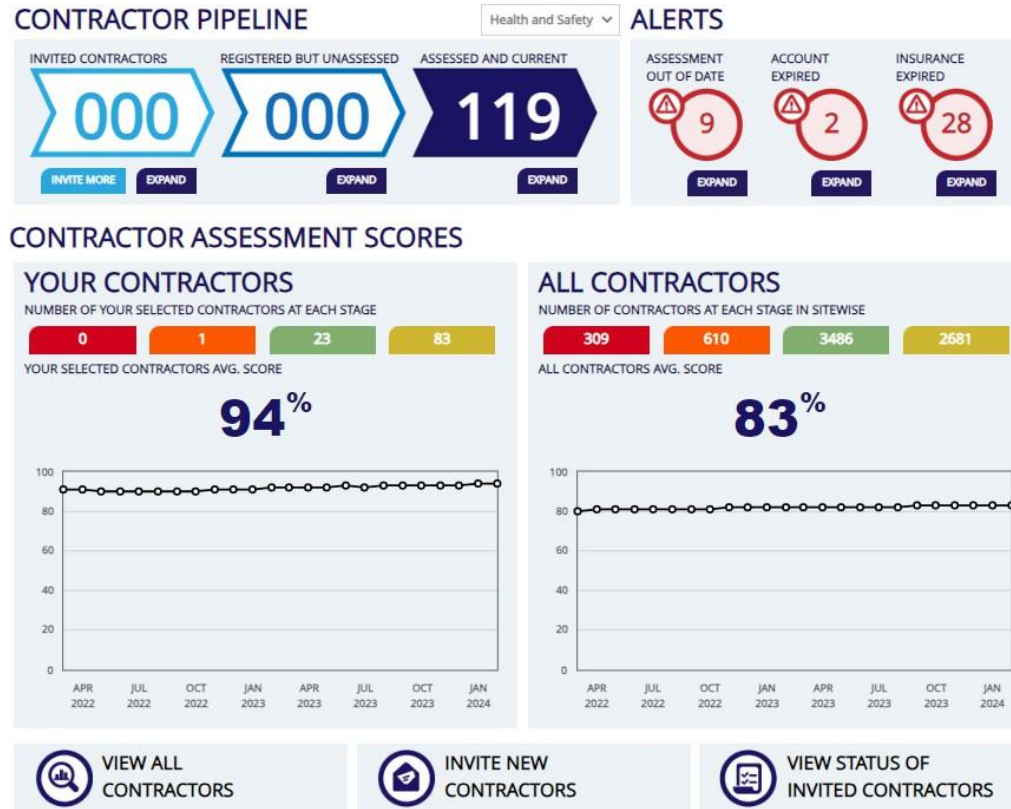 CONTRACTOR PIPELINE
Health and Safety
ALERTS
INVITED CONTRACTORS
REGISTERED BUT UNASSESSED
ASSESSED AND CURRENT
000
000
119
INVITE MORE
EXPAND
EXPAND
EXPAND
ASSESSMENT
OUT OF DATE
ACCOUNT
EXPIRED
INSURANCE
EXPIRED
9
2
28
EXPAND
EXPAND
EXPAND
CONTRACTOR ASSESSMENT SCORES
YOUR CONTRACTORS
NUMBER OF YOUR SELECTED CONTRACTORS AT EACH STAGE
0 1 23 83
YOUR SELECTED CONTRACTORS AVG. SCORE
94%
100
80
60
40
20
0
APR JUL OCT JAN APR JUL OCT JAN
2022 2022 2022 2023 2023 2023 2023 2024
ALL CONTRACTORS
NUMBER OF CONTRACTORS AT EACH STAGE IN SITEWISE
309 610 3486 2681
ALL CONTRACTORS AVG. SCORE
83%
100
80
60
40
20
0
APR JUL OCT JAN APR JUL OCT JAN
2022 2022 2022 2023 2023 2023 2023 2024
VIEW ALL
CONTRACTORS
INVITE NEW
CONTRACTORS
VIEW STATUS OF
INVITED CONTRACTORS